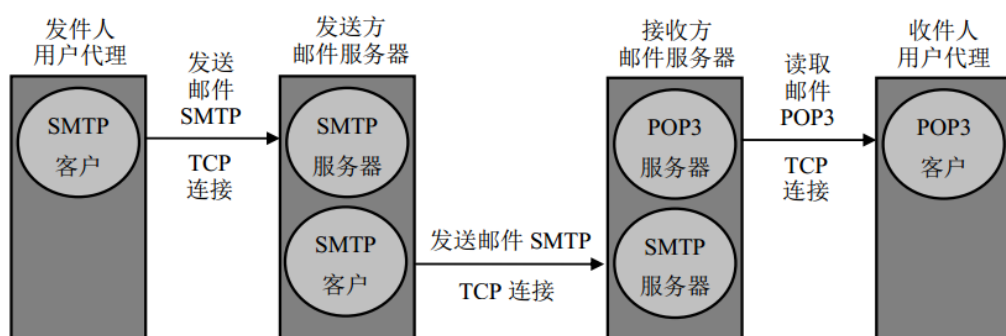 发件人
用户代理
SMTP
客户
发送
邮件
SMTP
TCP
连接
发送方
邮件服务器
SMTP
服务器
SMTP
客户
发送邮件 SMTP
TCP 连接
接收方
邮件服务器
POP3
服务器
SMTP
服务器
读取
邮件
POP3
TCP
连接
收件人
用户代理
POP3
客户